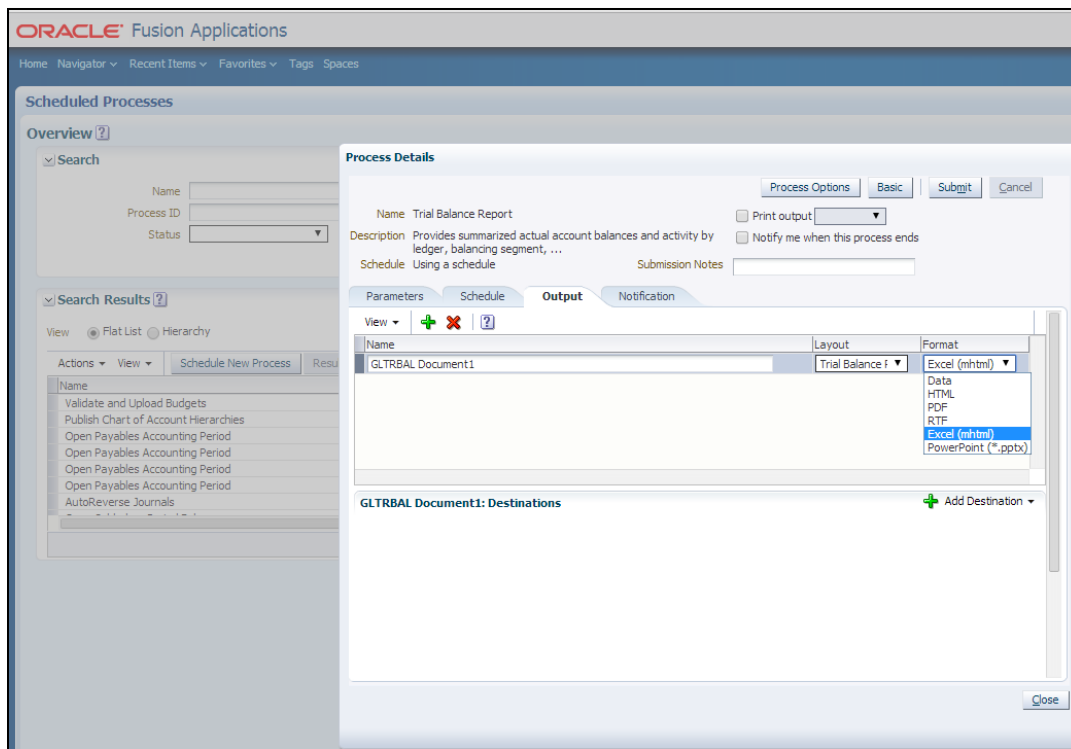 ORACLE Fusion Applications
Home Navigator Recent Items Favorites Tags Spaces
Scheduled Processes
Overview ?
Search
Name
Process ID
Status
Search Results ?
View Flat List Hierarchy
Actions View Schedule New Process Resu
Name
Validate and Upload Budgets
Publish Chart of Account Hierarchies
Open Payables Accounting Period
Open Payables Accounting Period
Open Payables Accounting Period
Open Payables Accounting Period
AutoReverse Journals
Process Details
Process Options Basic Submit Cancel
Name Trial Balance Report
Print output
Description Provides summarized actual account balances and activity by
ledger, balancing segment, ...
Notify me when this process ends
Schedule Using a schedule
Submission Notes
Parameters Schedule Output Notification
View ?
Name Layout Format
GLTRBAL Document1 Trial Balance Excel (mhtml)
Data
HTML
PDF
RTF
Excel (mhtml)
PowerPoint (*.pptx)
GLTRBAL Document1: Destinations Add Destination
Close